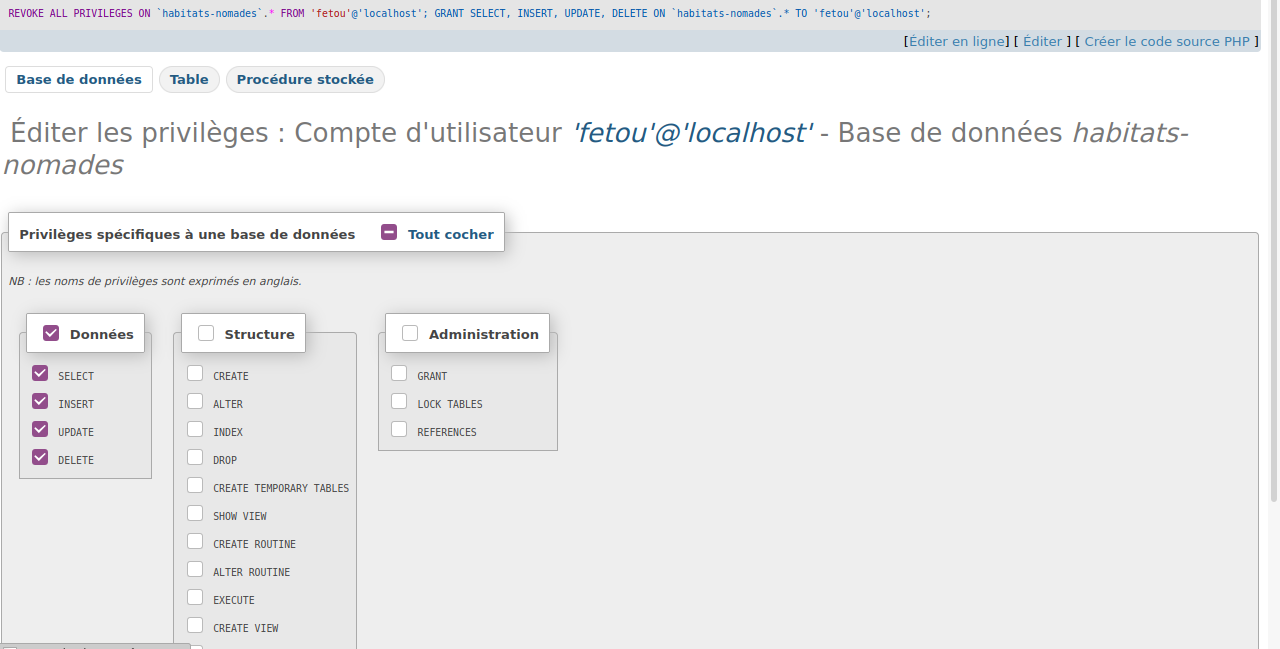 REVOKE ALL PRIVILEGES ON `habitats-nomades`.* FROM 'fetou'@'localhost'; GRANT SELECT, INSERT, UPDATE, DELETE ON `habitats-nomades`.* TO 'fetou'@'localhost';
[Éditer en ligne] [ Éditer ] [ Créer le code source PHP ]
Base de données Table Procédure stockée
Éditer les privilèges : Compte d'utilisateur 'fetou'@'localhost' - Base de données habitats-
nomades
Privilèges spécifiques à une base de données Tout cocher
NB : les noms de privilèges sont exprimés en anglais.
Données
SELECT
INSERT
UPDATE
DELETE
Structure
CREATE
ALTER
INDEX
DROP
CREATE TEMPORARY TABLES
SHOW VIEW
CREATE ROUTINE
ALTER ROUTINE
EXECUTE
CREATE VIEW
Administration
GRANT
LOCK TABLES
REFERENCES